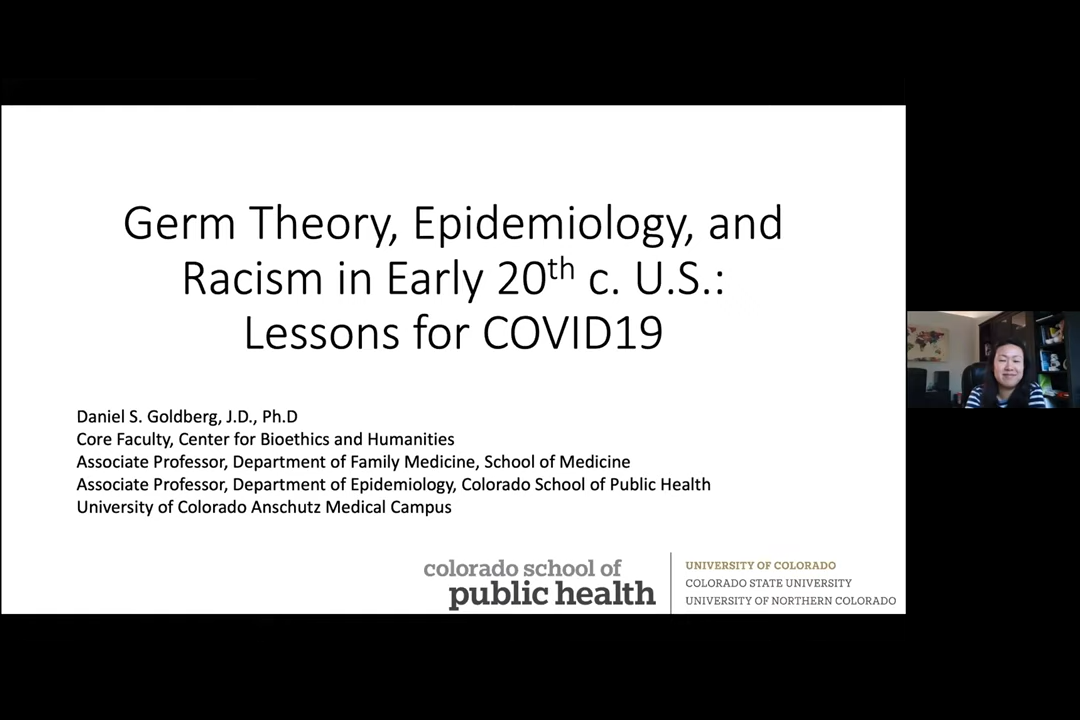 Germ Theory, Epidemiology, and
Racism in Early 20th c. U.S.:
Lessons for COVID19
Daniel S. Goldberg, J.D., Ph.D
Core Faculty, Center for Bioethics and Humanities
Associate Professor, Department of Family Medicine, School of Medicine
Associate Professor, Department of Epidemiology, Colorado School of Public Health
University of Colorado Anschutz Medical Campus
colorado school of
public health
UNIVERSITY OF COLORADO
COLORADO STATE UNIVERSITY
UNIVERSITY OF NORTHERN COLORADO